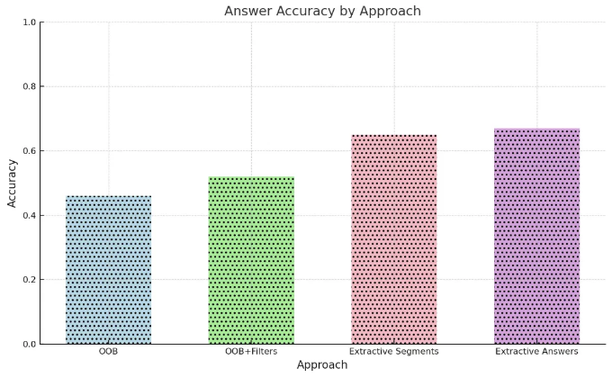 Answer Accuracy by Approach
1.0
0.8
0.6
0.4
0.2
0.0
Accuracy
OOB
OOB+Filters
Extractive Segments
Extractive Answers
Approach